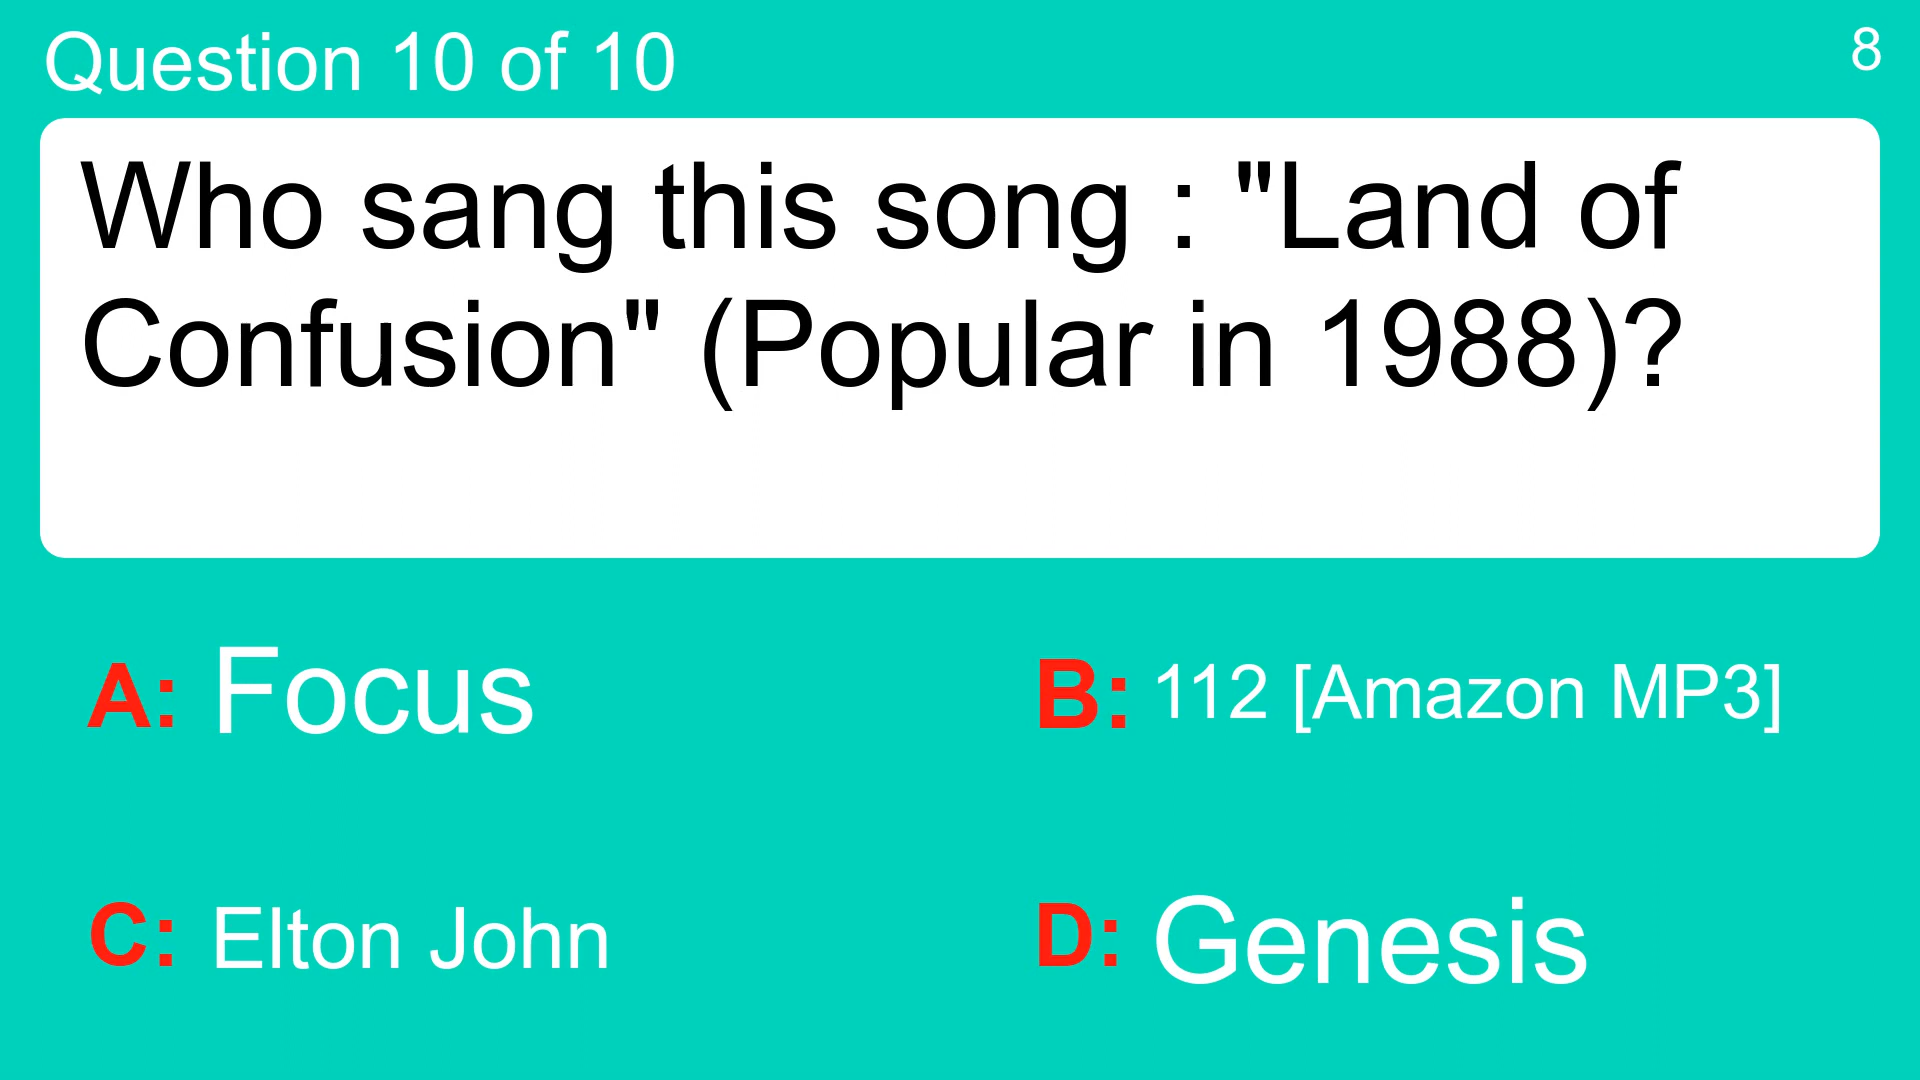 Question 10 of 10
8
Who sang this song : "Land of
Confusion" (Popular in 1988)?
A: Focus
B: 112 [Amazon MP3]
C: Elton John
D: Genesis